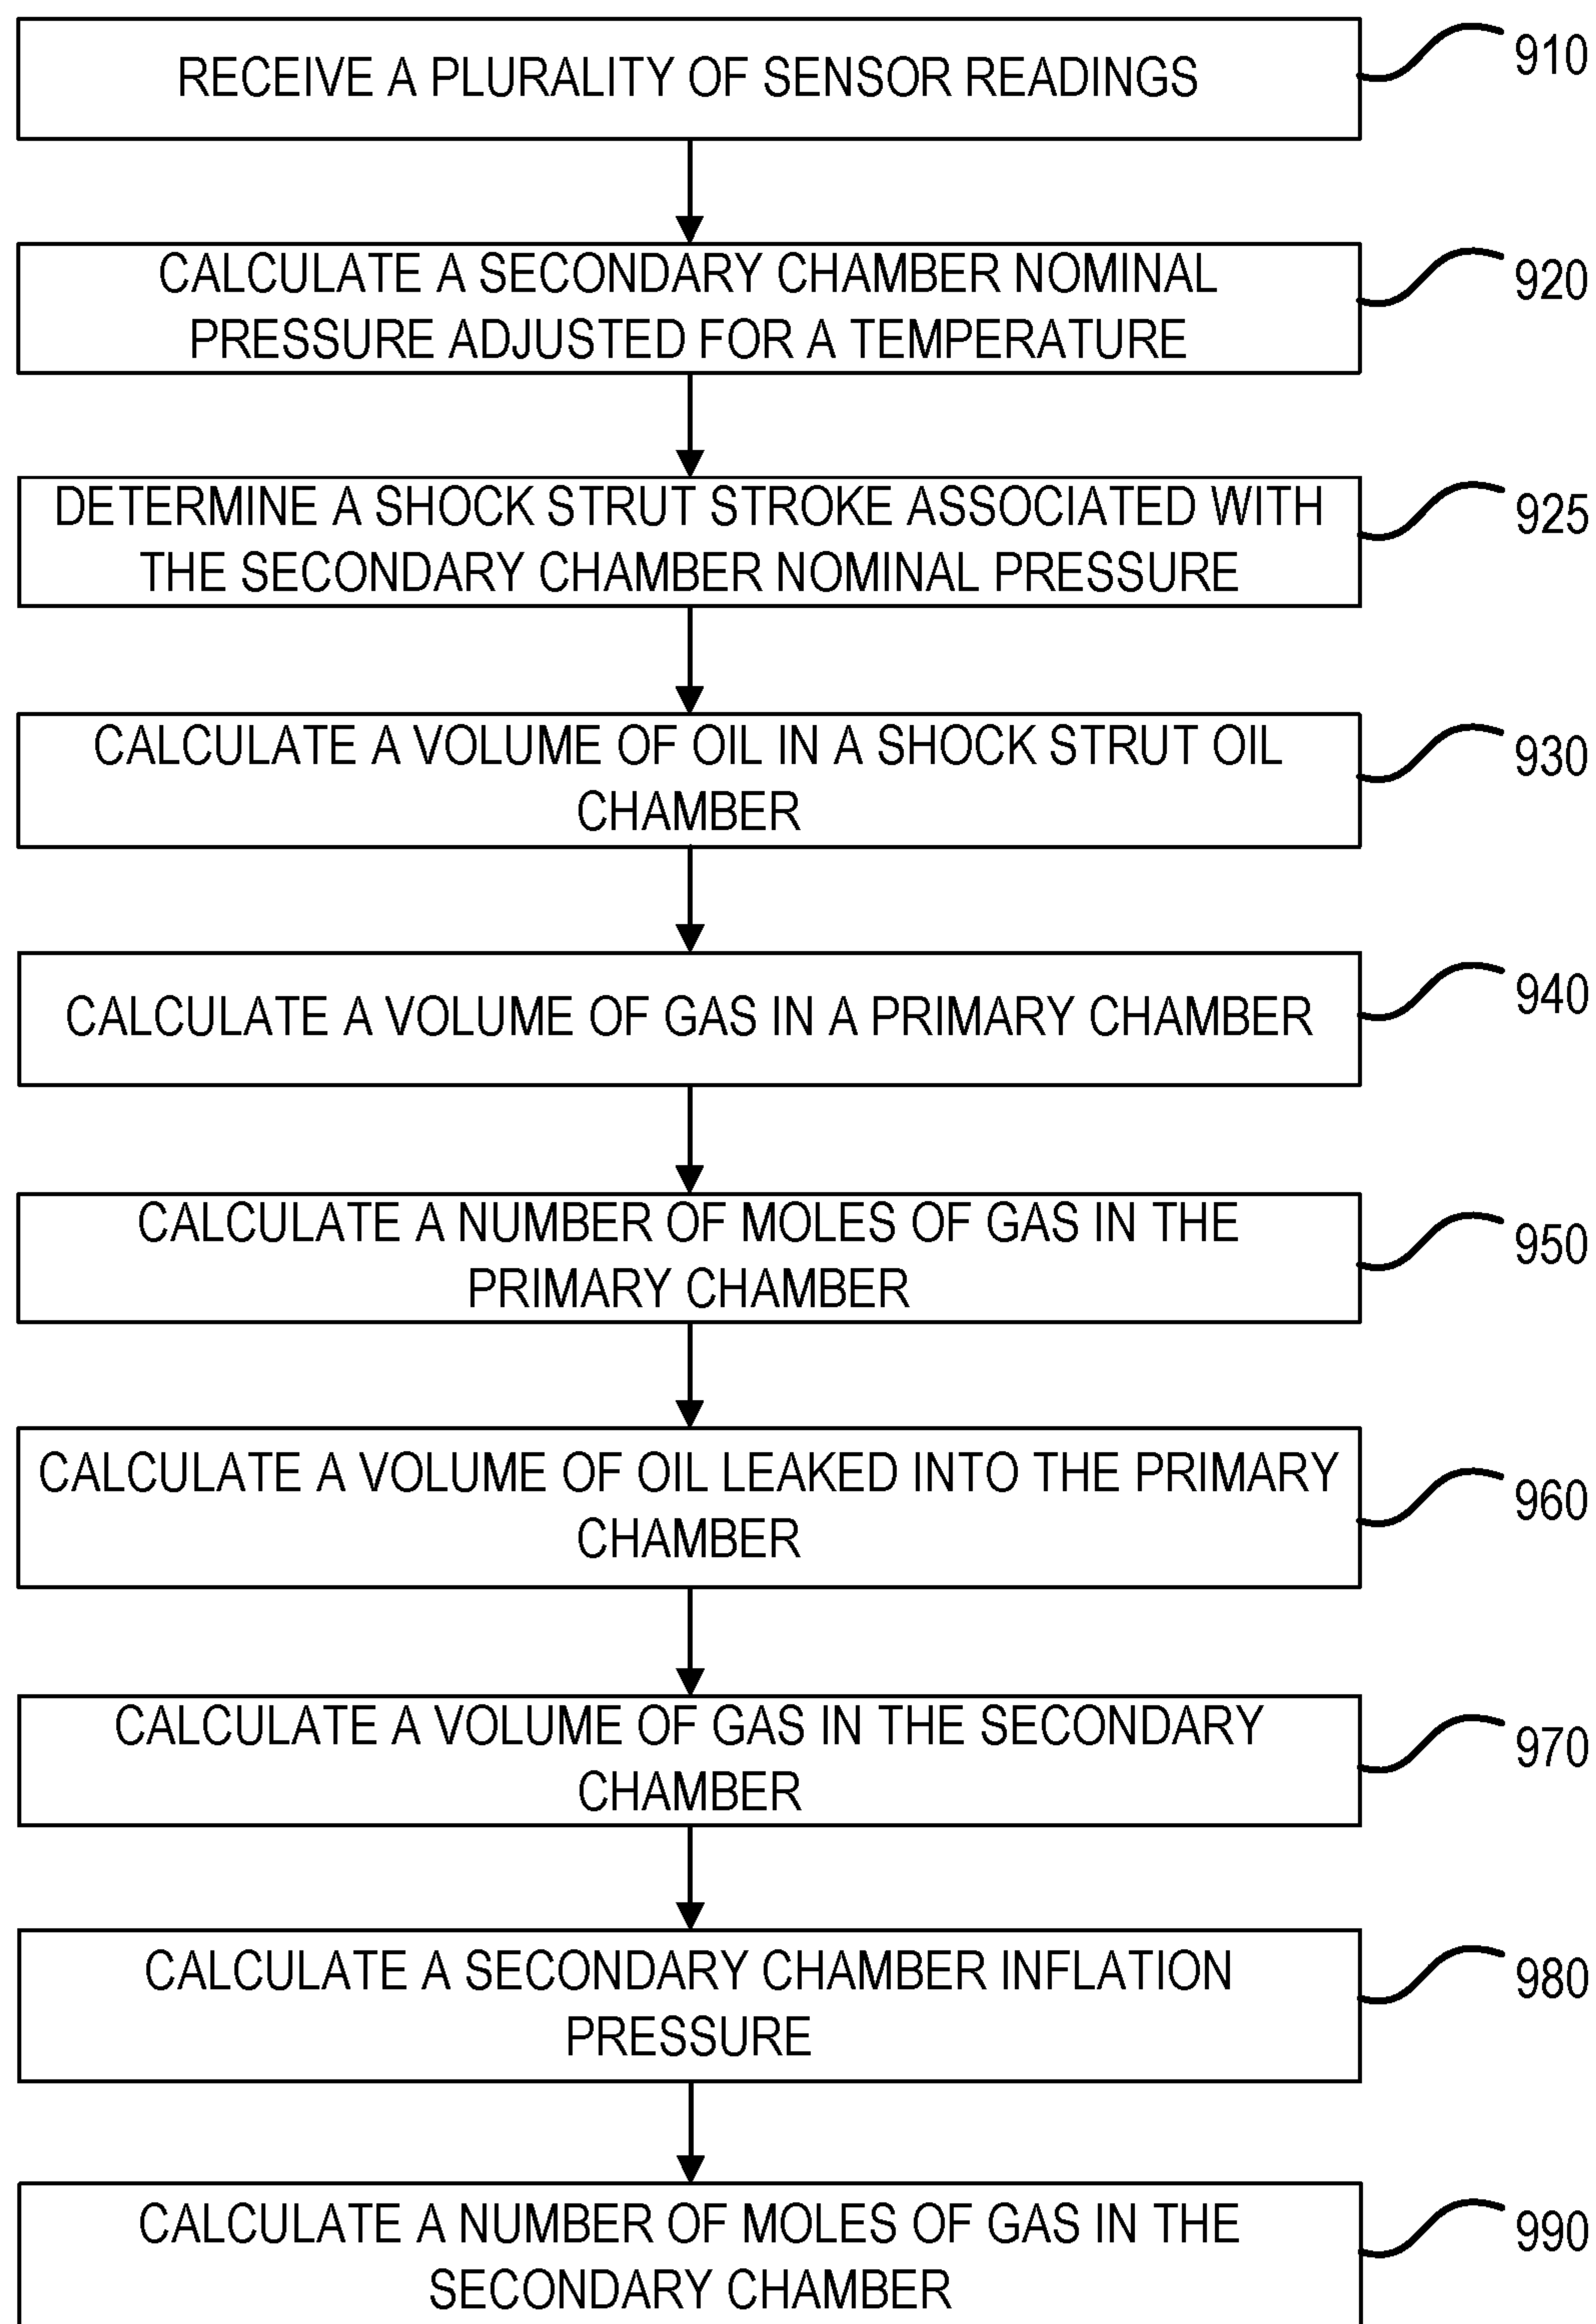 RECEIVE A PLURALITY OF SENSOR READINGS
910
CALCULATE A SECONDARY CHAMBER NOMINAL
PRESSURE ADJUSTED FOR A TEMPERATURE
920
DETERMINE A SHOCK STRUT STROKE ASSOCIATED WITH
THE SECONDARY CHAMBER NOMINAL PRESSURE
925
CALCULATE A VOLUME OF OIL IN A SHOCK STRUT OIL
CHAMBER
930
CALCULATE A VOLUME OF GAS IN A PRIMARY CHAMBER
940
CALCULATE A NUMBER OF MOLES OF GAS IN THE
PRIMARY CHAMBER
950
CALCULATE A VOLUME OF OIL LEAKED INTO THE PRIMARY
CHAMBER
960
CALCULATE A VOLUME OF GAS IN THE SECONDARY
CHAMBER
970
CALCULATE A SECONDARY CHAMBER INFLATION
PRESSURE
980
CALCULATE A NUMBER OF MOLES OF GAS IN THE
SECONDARY CHAMBER
990